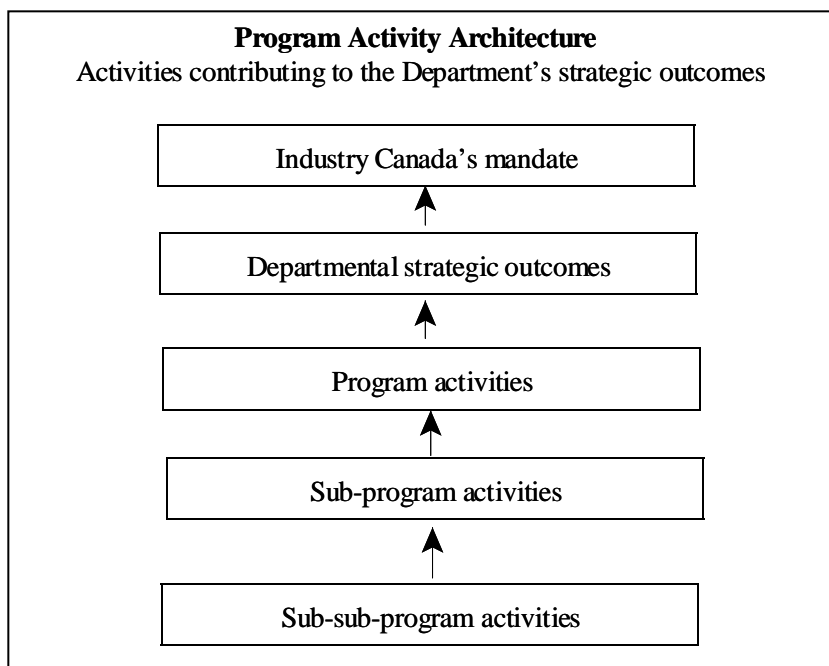 Program Activity Architecture
Activities contributing to the Department’s strategic outcomes
Industry Canada’s mandate
Departmental strategic outcomes
Program activities
Sub-program activities
Sub-sub-program activities